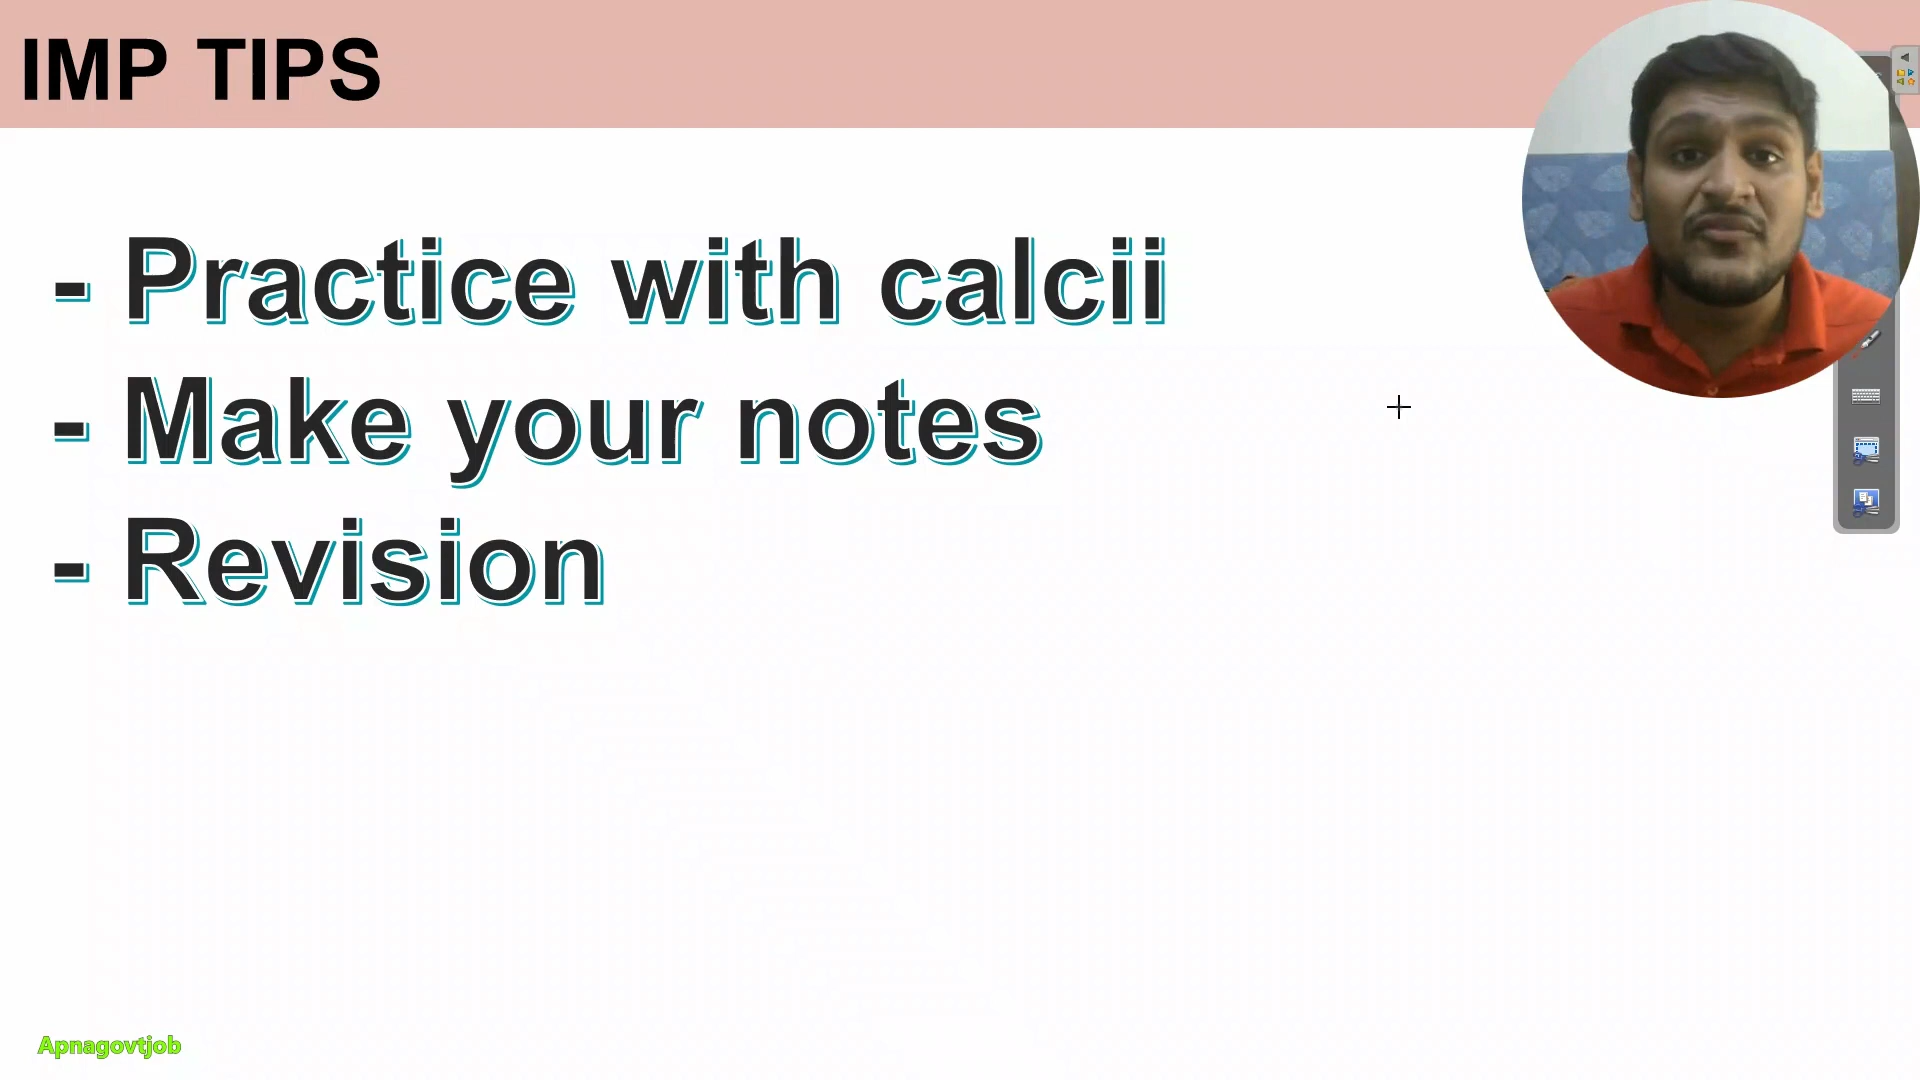 IMP TIPS
- Practice with calcii
- Make your notes
- Revision
Apnagovtjob